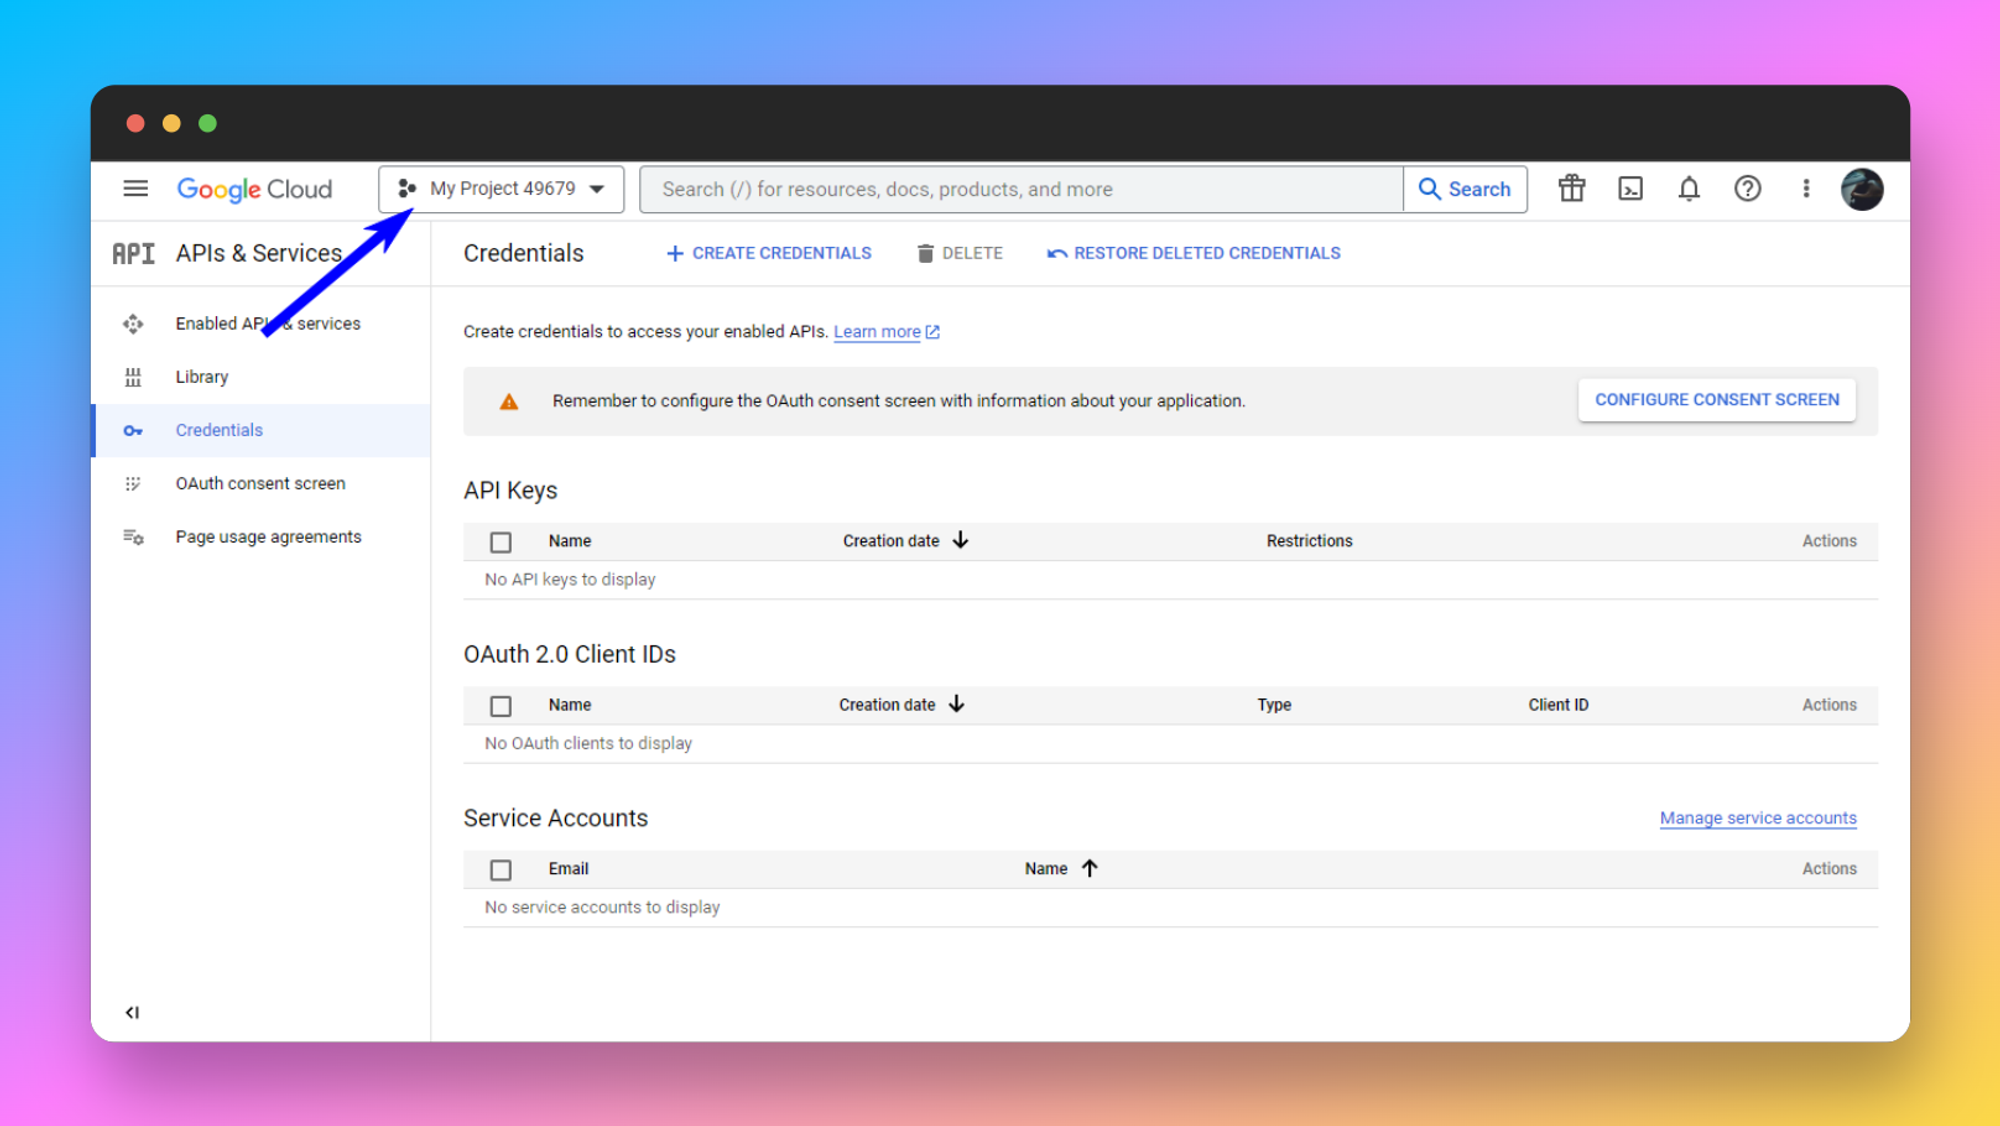 Google Cloud
My Project 49679
Search (/) for resources, docs, products, and more
Search
API
APIs & Services
Credentials
CREATE CREDENTIALS
DELETE
RESTORE DELETED CREDENTIALS
Enabled & services
Library
Credentials
OAuth consent screen
Page usage agreements
Create credentials to access your enabled APIs. Learn more
Remember to configure the OAuth consent screen with information about your application.
CONFIGURE CONSENT SCREEN
API Keys
Name Creation date Restrictions Actions
No API keys to display
OAuth 2.0 Client IDs
Name Creation date Type Client ID Actions
No OAuth clients to display
Service Accounts
Manage service accounts
Email Name Actions
No service accounts to display